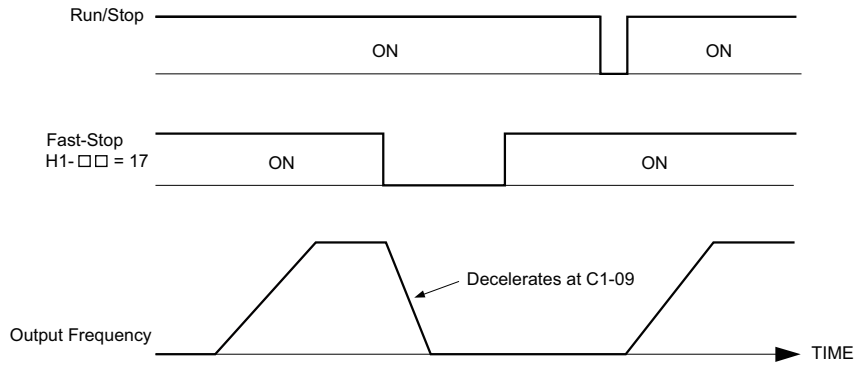 Run/Stop
ON
ON
Fast-Stop
H1- □□ = 17
ON
ON
Decelerates at C1-09
Output Frequency
TIME